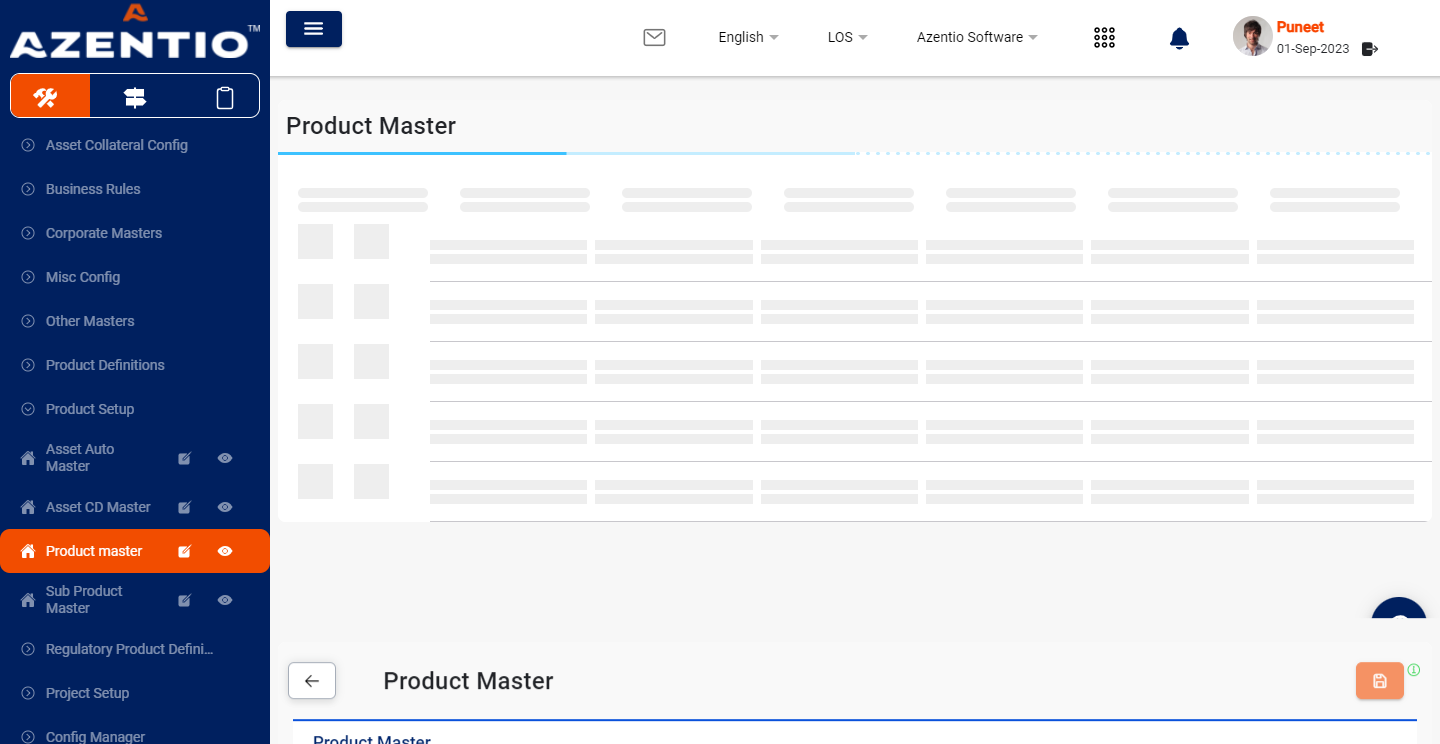 AZENTIO™
English
LOS
Azentio Software
Puneet
01-Sep-2023
Asset Collateral Config
Business Rules
Corporate Masters
Misc Config
Other Masters
Product Definitions
Product Setup
Asset Auto
Master
Asset CD Master
Product master
Sub Product
Master
Regulatory Product Defini...
Project Setup
Config Manager
Product Master
Product Master
Product Master